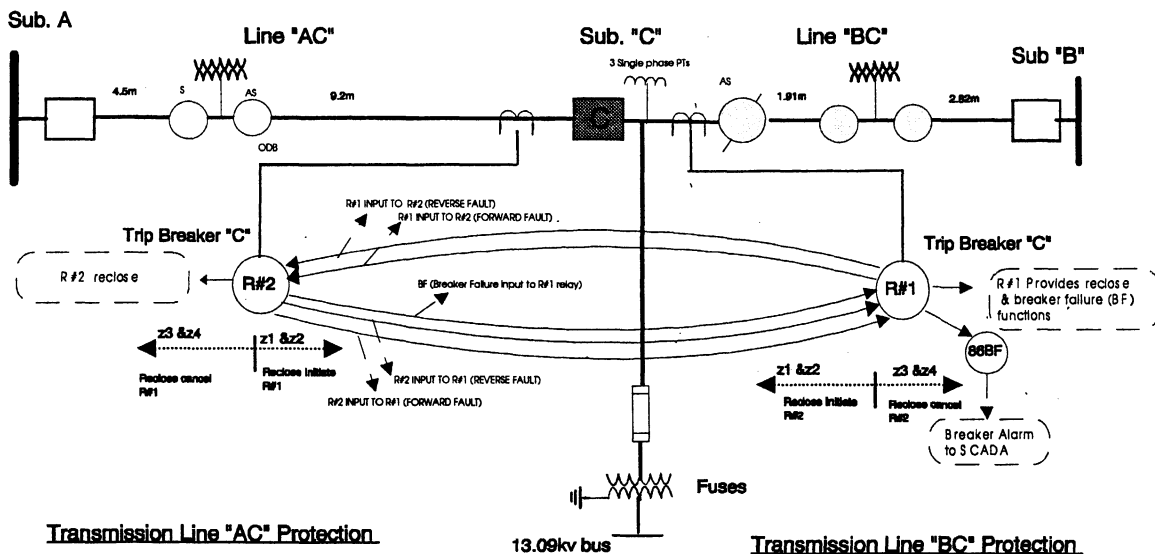 Sub. A
Line "AC"
Sub. "C"
Line "BC"
Sub "B"
3 Single phase PTs
4.5m
S
AS
9.2m
C
AS
1.91m
2.82m
ODB
R#1 INPUT TO R#2 (REVERSE FAULT)
R#1 INPUT TO R#2 (FORWARD FAULT)
Trip Breaker "C"
Trip Breaker "C"
R#2 reclose
R#2
BF (Breaker Failure input to R#1 relay)
R#1
R#1 Provides reclose
& breaker failure (BF)
functions
z3 &z4
z1 &z2
Reclose cancel
R#1
Reclose initiate
R#1
R#2 INPUT TO R#1 (REVERSE FAULT)
R#2 INPUT TO R#1 (FORWARD FAULT)
86BF
z1 &z2
z3 &z4
Reclose initiate
R#2
Reclose cancel
R#2
Breaker Alarm
to SCADA
Fuses
Transmission Line "AC" Protection
13.09kv bus
Transmission Line "BC" Protection